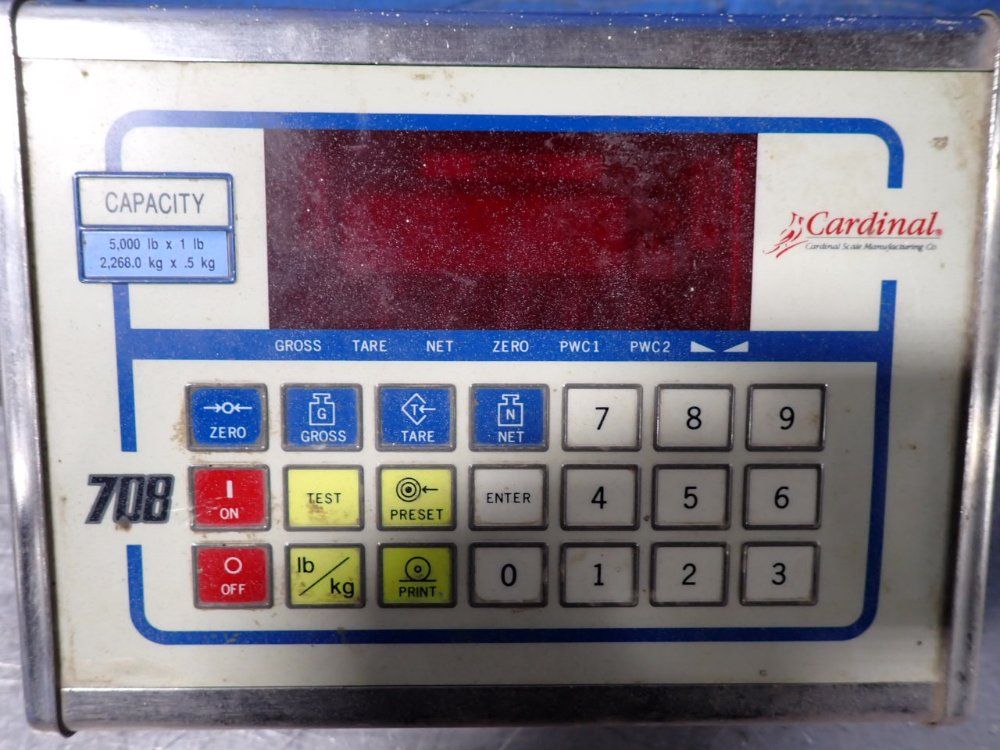 CAPACITY
5,000 lb x 1 lb
2,268.0 kg x .5 kg
Cardinal
Cardinal Scale Manufacturing Co.
GROSS TARE NET ZERO PWC1 PWC2
ZERO
G
GROSS
T
TARE
N
NET
7
8
9
708
I
ON
TEST
PRESET
ENTER
4
5
6
O
OFF
lb/kg
PRINT
0
1
2
3